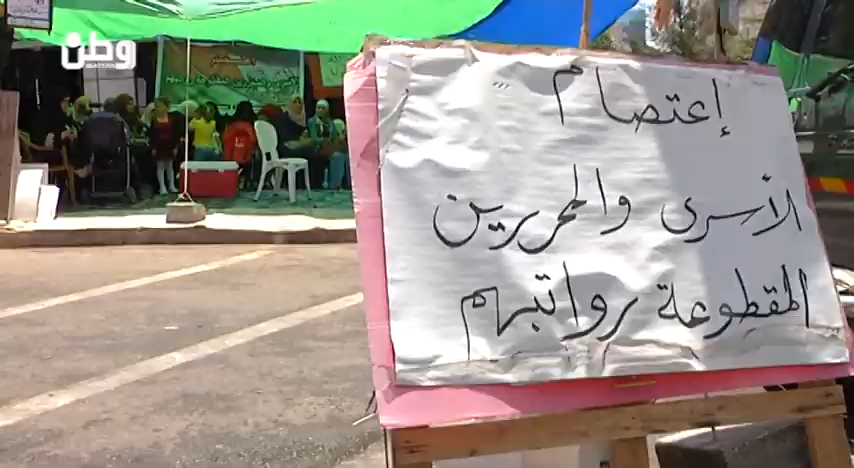 وطن
إعتصام
الأسرى والمحررين
المقطوعة رواتبهم